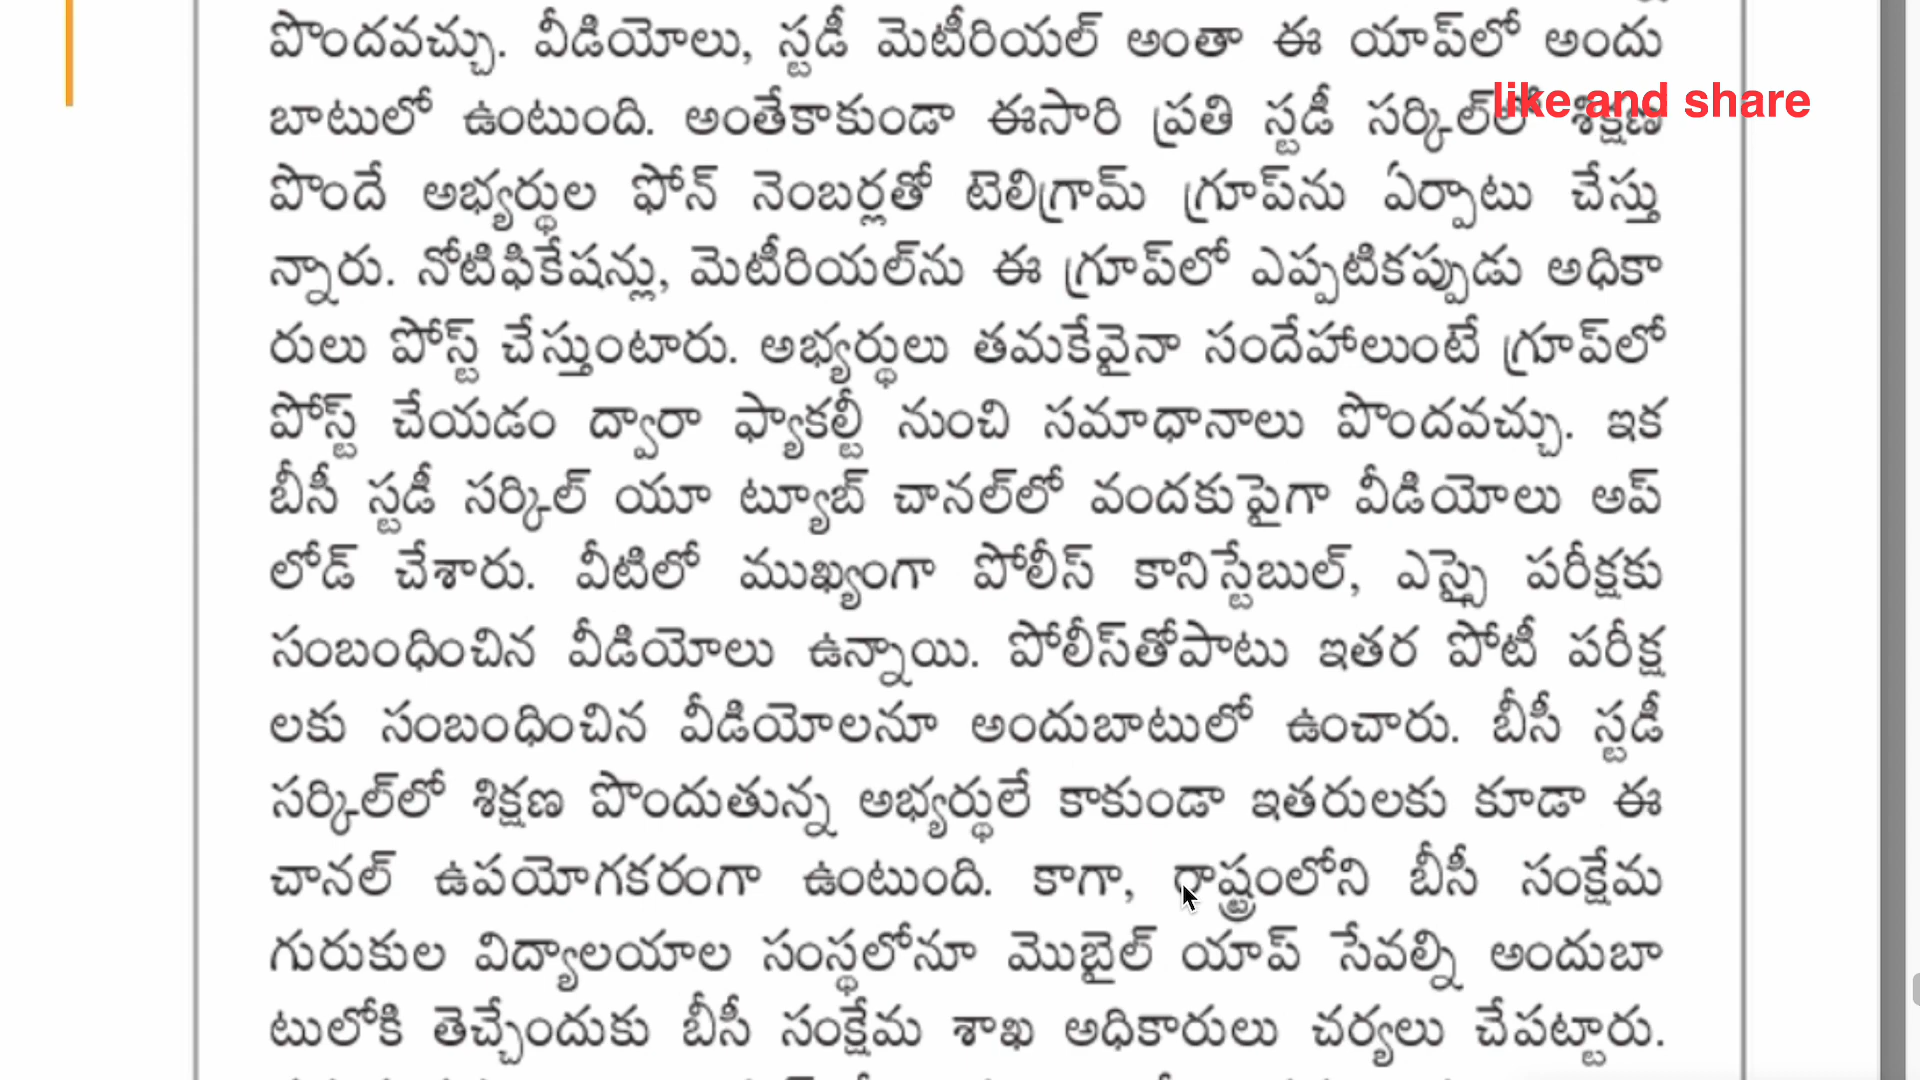 పొందవచ్చు. వీడియోలు, స్టడీ మెటీరియల్ అంతా ఈ యాప్‌లో అందు
like and share
బాటులో ఉంటుంది. అంతేకాకుండా ఈసారి ప్రతి స్టడీ సర్కిల్‌లో శిక్షణ
పొందే అభ్యర్థుల ఫోన్ నెంబర్లతో టెలిగ్రామ్ గ్రూప్‌ను ఏర్పాటు చేస్తు
న్నారు. నోటిఫికేషన్లు, మెటీరియల్‌ను ఈ గ్రూప్‌లో ఎప్పటికప్పుడు అధికా
రులు పోస్ట్ చేస్తుంటారు. అభ్యర్థులు తమకేవైనా సందేహాలుంటే గ్రూప్‌లో
పోస్ట్ చేయడం ద్వారా ఫ్యాకల్టీ నుంచి సమాధానాలు పొందవచ్చు. ఇక
బీసీ స్టడీ సర్కిల్ యూ ట్యూబ్ చానల్‌లో వందకుపైగా వీడియోలు అప్
లోడ్ చేశారు. వీటిలో ముఖ్యంగా పోలీస్ కానిస్టేబుల్, ఎస్సై పరీక్షకు
సంబంధించిన వీడియోలు ఉన్నాయి. పోలీస్‌తోపాటు ఇతర పోటీ పరీక్ష
లకు సంబంధించిన వీడియోలనూ అందుబాటులో ఉంచారు. బీసీ స్టడీ
సర్కిల్‌లో శిక్షణ పొందుతున్న అభ్యర్థులే కాకుండా ఇతరులకు కూడా ఈ
చానల్ ఉపయోగకరంగా ఉంటుంది. కాగా, రాష్ట్రంలోని బీసీ సంక్షేమ
గురుకుల విద్యాలయాల సంస్థలోనూ మొబైల్ యాప్ సేవల్ని అందుబా
టులోకి తెచ్చేందుకు బీసీ సంక్షేమ శాఖ అధికారులు చర్యలు చేపట్టారు.